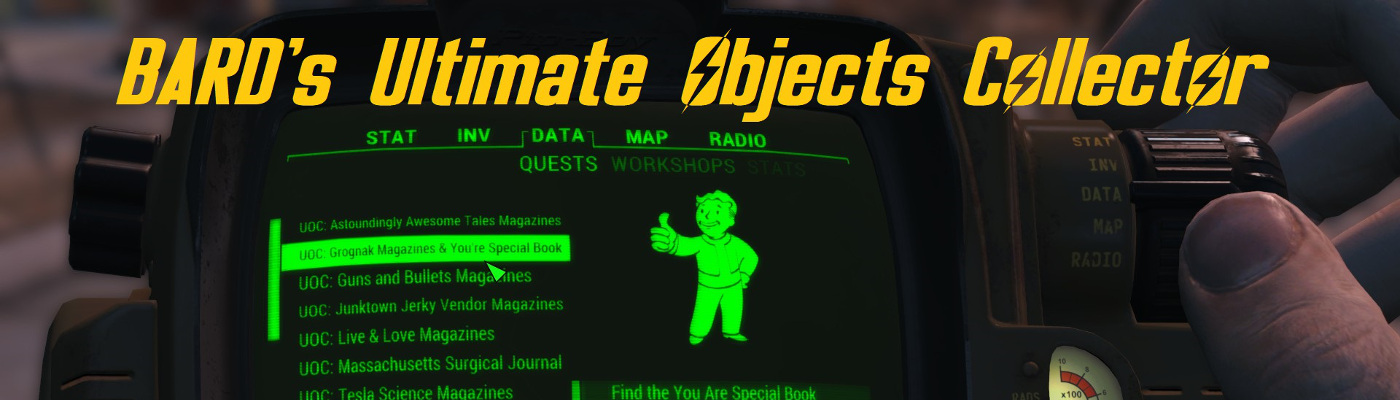 BARD's Ultimate Objects Collector
STAT INV DATA MAP RADIO
QUESTS WORKSHOPS STATS
UOC: Astoundingly Awesome Tales Magazines
UOC: Grognak Magazines & You're Special Book
UOC: Guns and Bullets Magazines
UOC: Junktown Jerky Vendor Magazines
UOC: Live & Love Magazines
UOC: Massachusetts Surgical Journal
UOC: Tesla Science Magazines
Find the You Are Special Book
STAT
INV
DATA
MAP
RADIO
10
x100
RADS